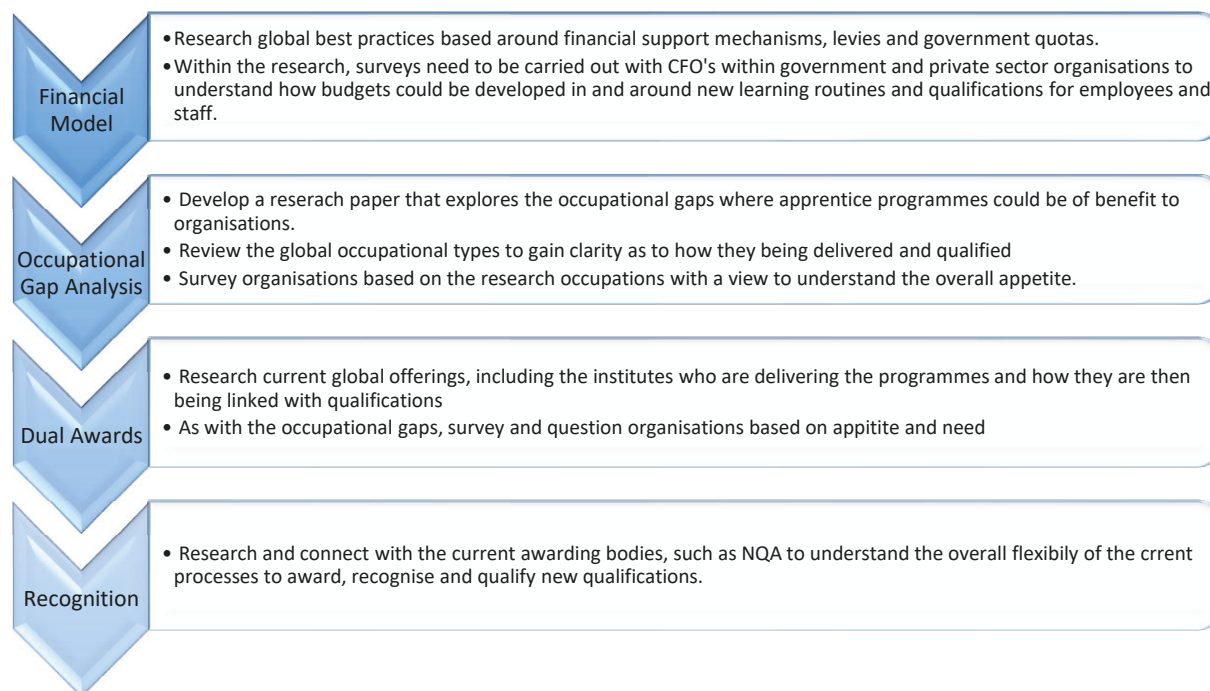 Financial
Model
•Research global best practices based around financial support mechanisms, levies and government quotas.
•Within the research, surveys need to be carried out with CFO's within government and private sector organisations to
understand how budgets could be developed in and around new learning routines and qualifications for employees and
staff.
Occupational
Gap Analysis
• Develop a reserach paper that explores the occupational gaps where apprentice programmes could be of benefit to
organisations.
• Review the global occupational types to gain clarity as to how they being delivered and qualified
• Survey organisations based on the research occupations with a view to understand the overall appetite.
Dual Awards
• Research current global offerings, including the institutes who are delivering the programmes and how they are then
being linked with qualifications
• As with the occupational gaps, survey and question organisations based on appitite and need
Recognition
• Research and connect with the current awarding bodies, such as NQA to understand the overall flexibily of the crrent
processes to award, recognise and qualify new qualifications.